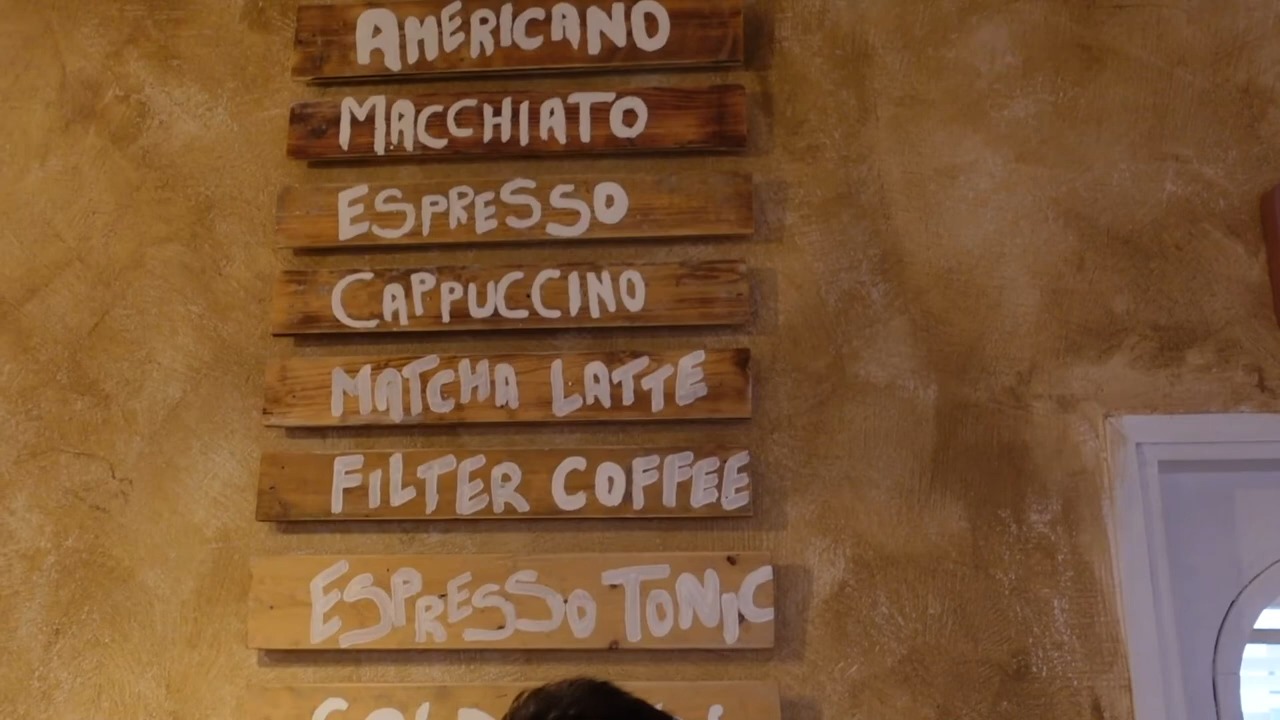 AMERICANO
MACCHIATO
ESPRESSO
CAPPUCCINO
MATCHA LATTE
FILTER COFFEE
ESPRESSO TONIC